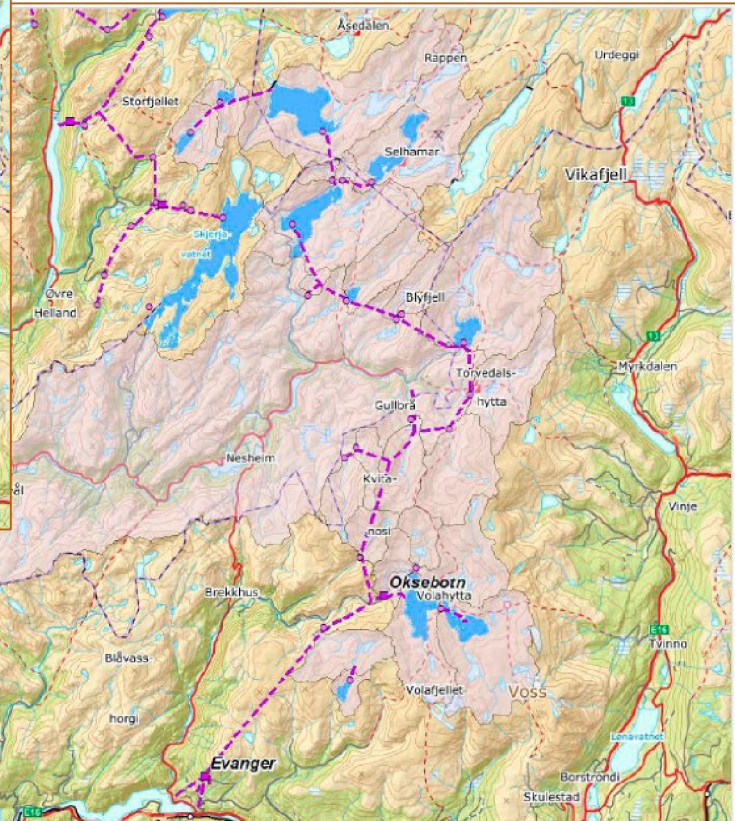 Åsedalen
Rappen
Urdeggi
Storfjellet
13
Selhamar
Vikafjell
Skjerja-
vatnet
Øvre
Helland
Blyfjell
13
Myrkdalen
Torvedals-
hytta
Gullbrå
Nesheim
Kvita-
nosi
Vinje
Oksebotn
Volahytta
Brekkhus
E16
Tvinno
Blåvass-
horgi
Volafjellet
Voss
Lønavatnet
Evanger
Borstrondi
Skulestad
E16